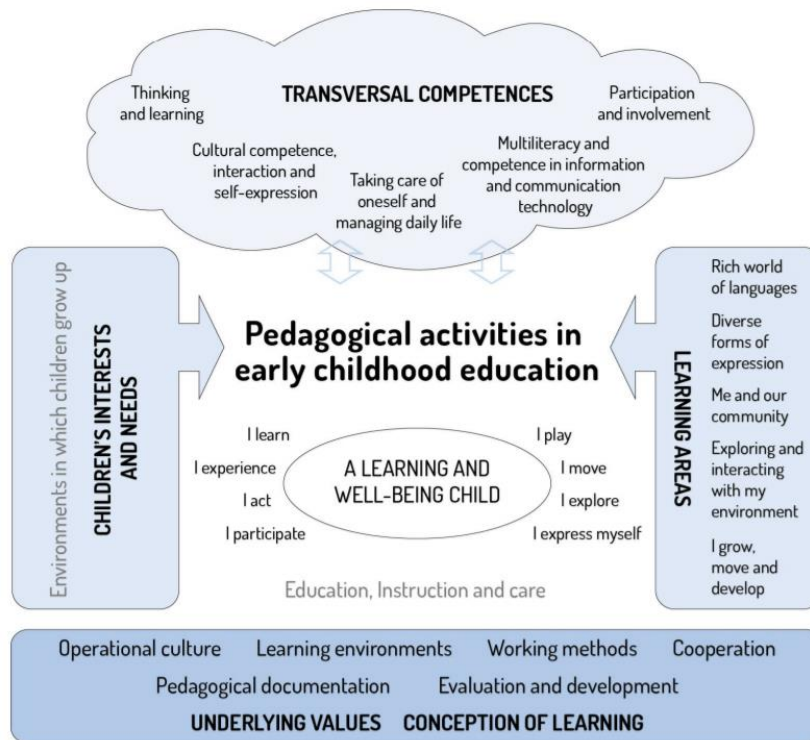 TRANSVERSAL COMPETENCES
Thinking
and learning
Cultural competence,
interaction and
self-expression
Taking care of
oneself and
managing daily life
Multiliteracy and
competence in information
and communication
technology
Participation
and involvement
Environments in which children grow up
CHILDREN'S INTERESTS
AND NEEDS
Pedagogical activities in
early childhood education
I learn
I experience
I act
I participate
A LEARNING AND
WELL-BEING CHILD
I play
I move
I explore
I express myself
Education, Instruction and care
LEARNING AREAS
Rich world
of languages
Diverse
forms of
expression
Me and our
community
Exploring and
interacting
with my
environment
I grow,
move and
develop
Operational culture Learning environments Working methods Cooperation
Pedagogical documentation Evaluation and development
UNDERLYING VALUES CONCEPTION OF LEARNING